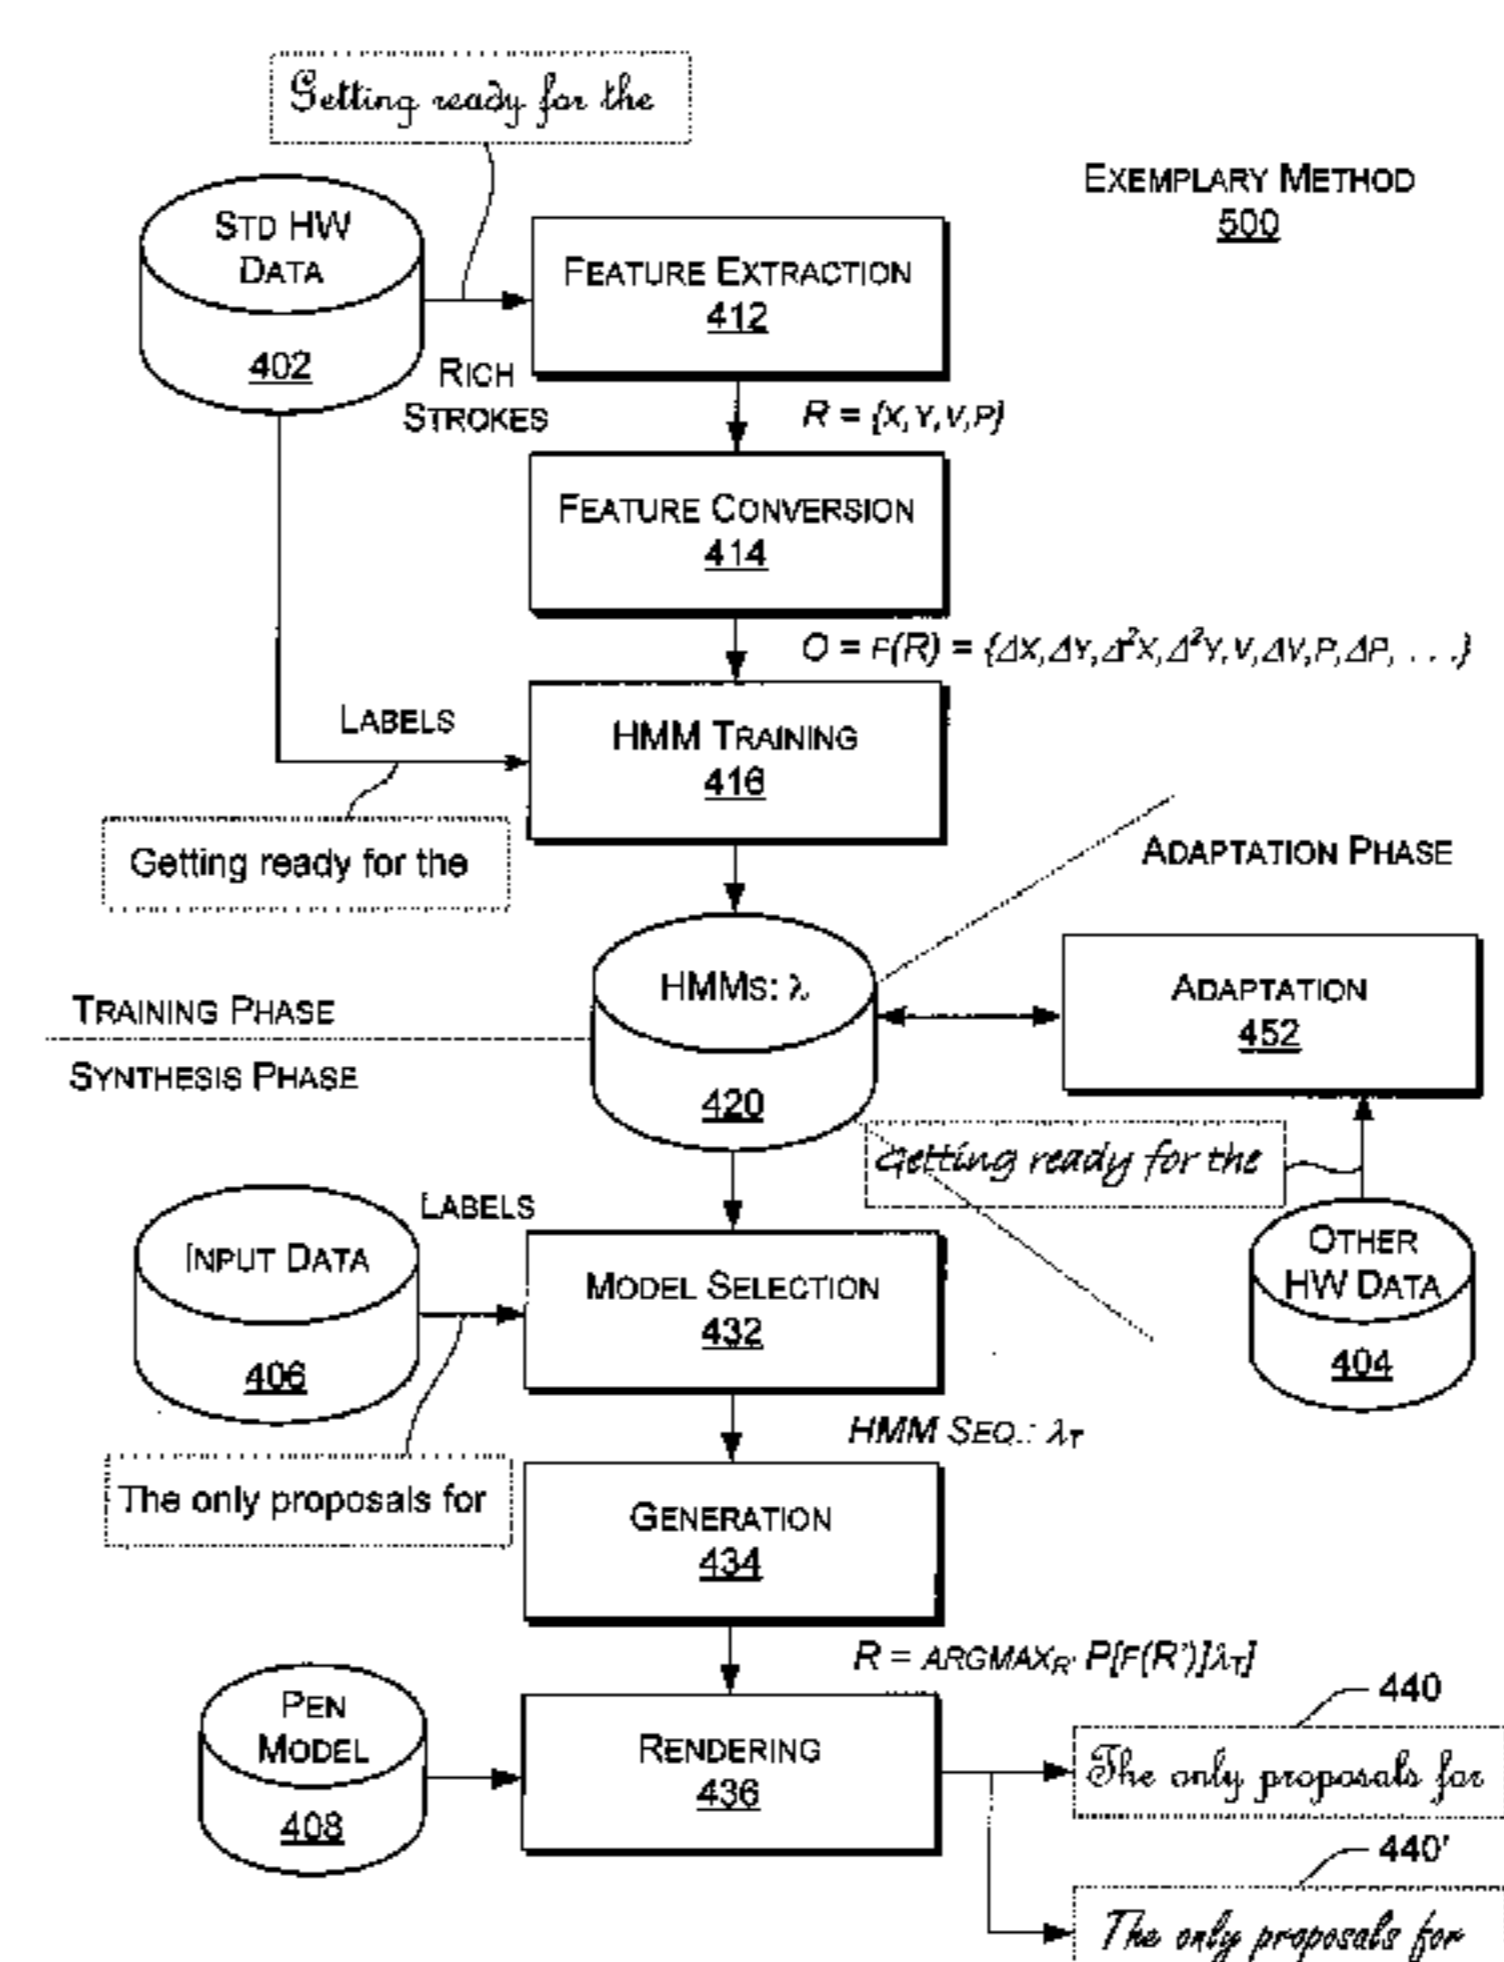 Getting ready for the
EXEMPLARY METHOD
500
STD HW
DATA
402
FEATURE EXTRACTION
412
RICH
STROKES
R = {X,Y,V,P}
FEATURE CONVERSION
414
O = F(R) = {ΔX,ΔY,Δ²X,Δ²Y,V,ΔV,P,ΔP, . . .}
LABELS
HMM TRAINING
416
Getting ready for the
ADAPTATION PHASE
HMMS: λ
420
ADAPTATION
452
TRAINING PHASE
SYNTHESIS PHASE
Getting ready for the
OTHER
HW DATA
404
LABELS
INPUT DATA
406
MODEL SELECTION
432
The only proposals for
HMM SEQ.: λT
GENERATION
434
R = ARGMAXR' P[F(R')]λT]
PEN
MODEL
408
RENDERING
436
440
The only proposals for
440'
The only proposals for